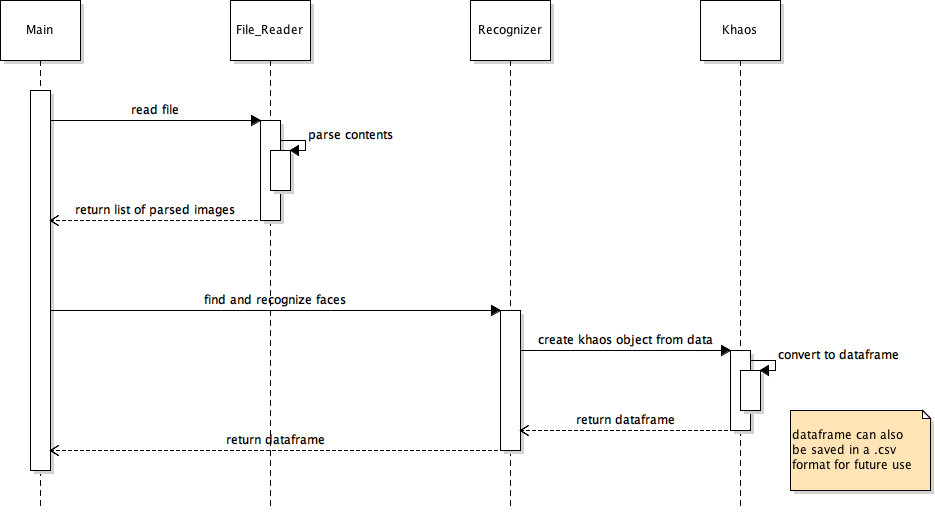 Main
File_Reader
Recognizer
Khaos
read file
parse contents
return list of parsed images
find and recognize faces
create khaos object from data
convert to dataframe
return dataframe
return dataframe
dataframe can also
be saved in a .csv
format for future use